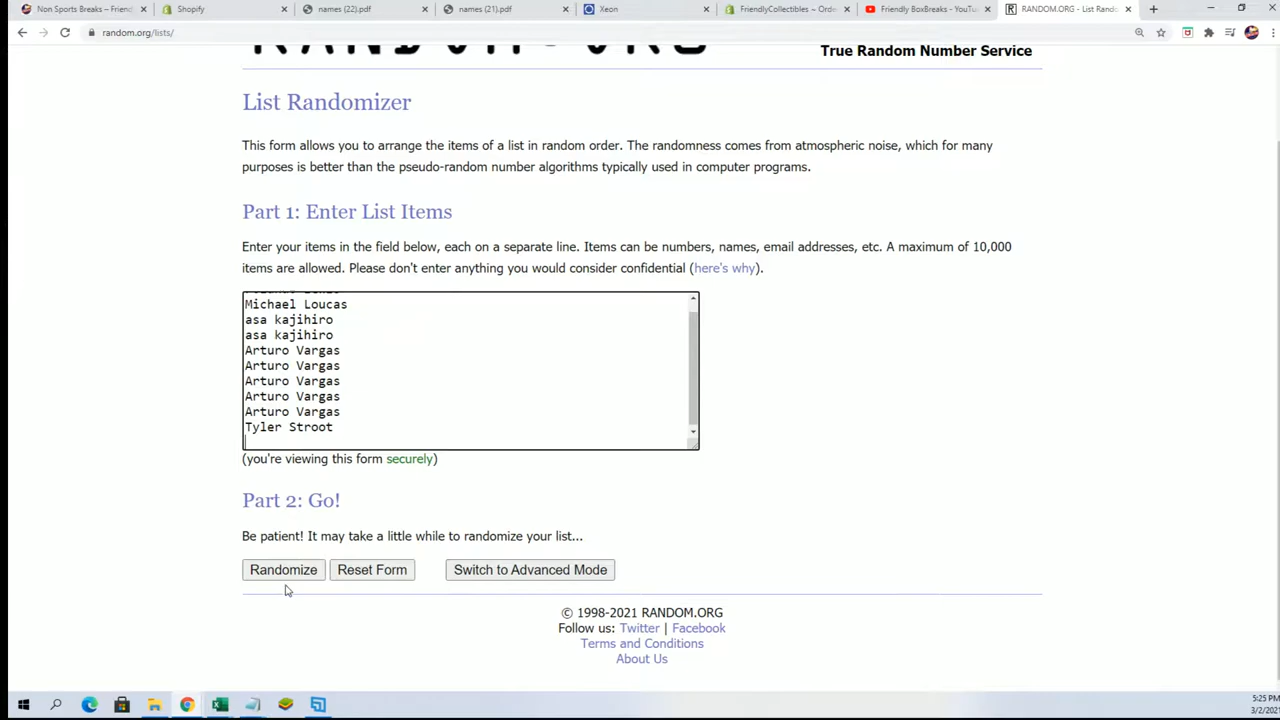 Non Sports Breaks – Friend
Shopify
names (22).pdf
names (21).pdf
Xeon
FriendlyCollectibles ~ Orde
Friendly BoxBreaks - YouTu
RANDOM.ORG - List Rando
random.org/lists/
RANDOM.ORG
True Random Number Service
List Randomizer
This form allows you to arrange the items of a list in random order. The randomness comes from atmospheric noise, which for many
purposes is better than the pseudo-random number algorithms typically used in computer programs.
Part 1: Enter List Items
Enter your items in the field below, each on a separate line. Items can be numbers, names, email addresses, etc. A maximum of 10,000
items are allowed. Please don't enter anything you would consider confidential (here's why).
Michael Loucas
asa kajihiro
asa kajihiro
Arturo Vargas
Arturo Vargas
Arturo Vargas
Arturo Vargas
Arturo Vargas
Tyler Stroot
(you're viewing this form securely)
Part 2: Go!
Be patient! It may take a little while to randomize your list...
Randomize Reset Form Switch to Advanced Mode
© 1998-2021 RANDOM.ORG
Follow us: Twitter | Facebook
Terms and Conditions
About Us
5:25 PM
3/2/2021